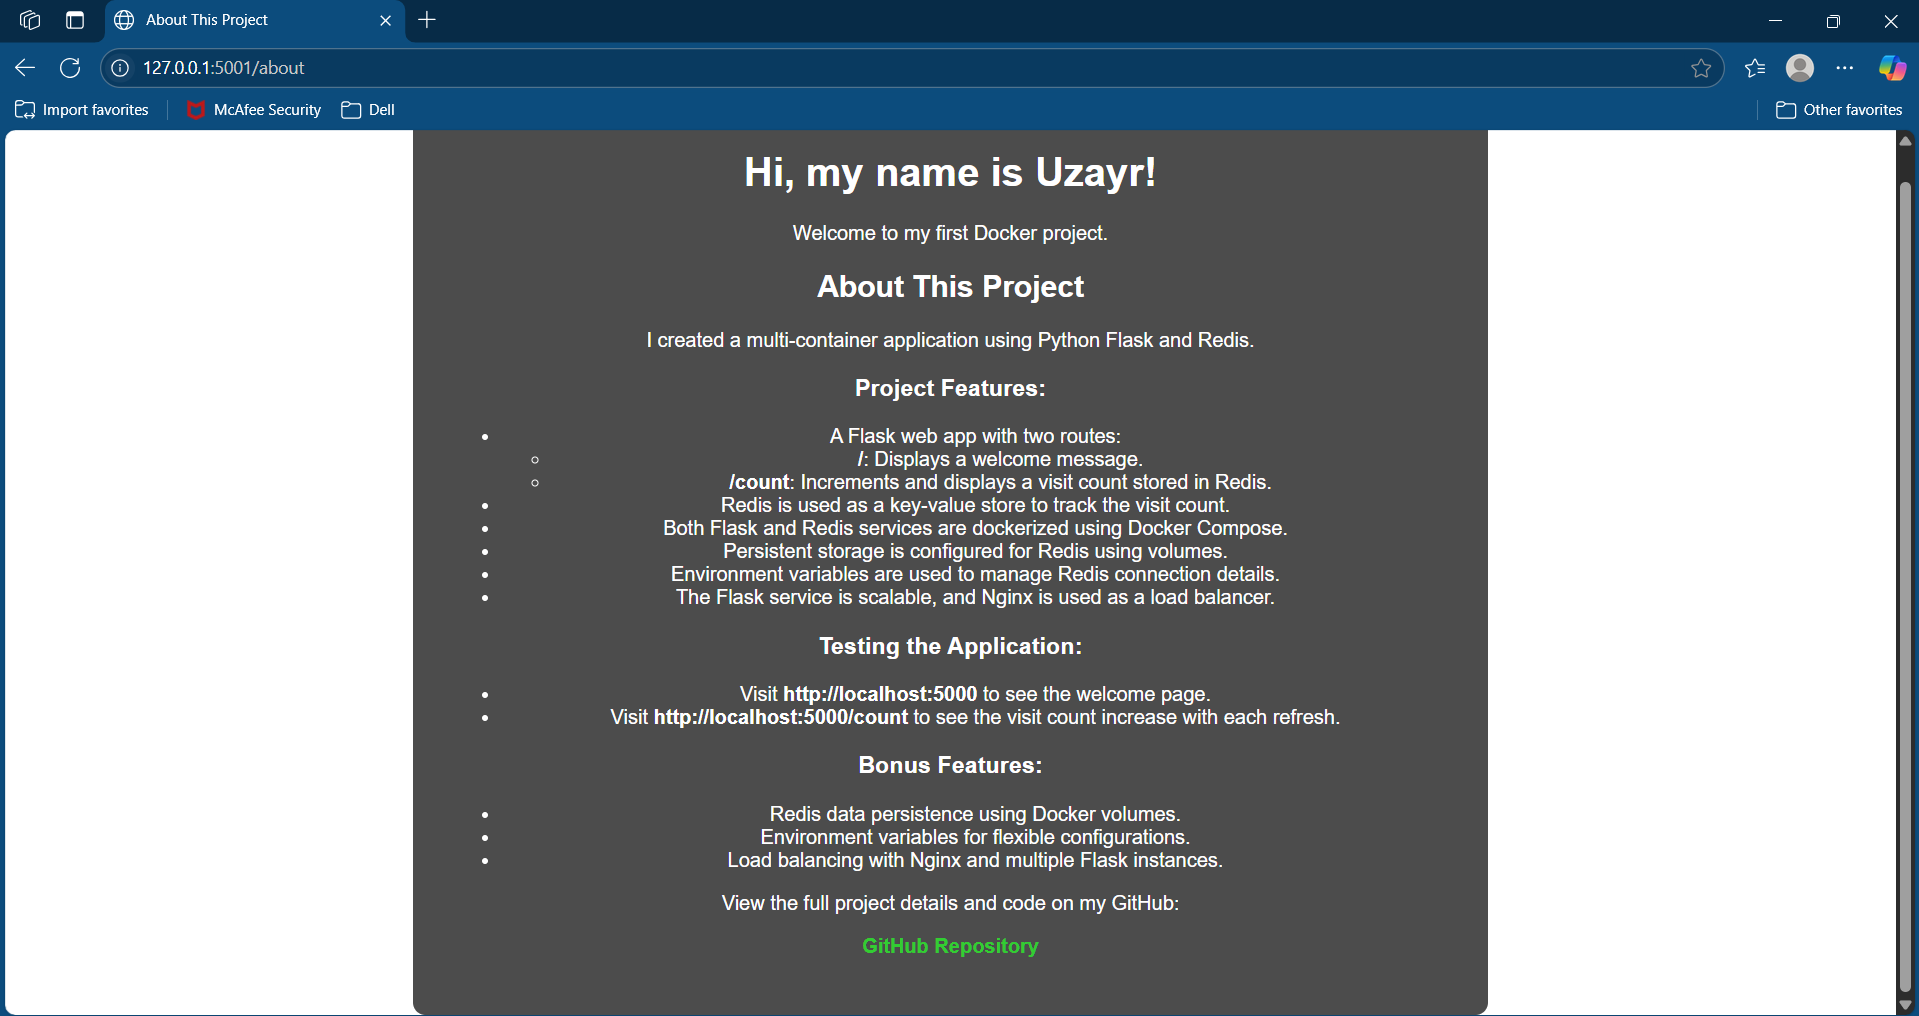 About This Project
127.0.0.1:5001/about
Import favorites
McAfee Security
Dell
Other favorites
Hi, my name is Uzayr!
Welcome to my first Docker project.
About This Project
I created a multi-container application using Python Flask and Redis.
Project Features:
• A Flask web app with two routes:
◦ /: Displays a welcome message.
◦ /count: Increments and displays a visit count stored in Redis.
• Redis is used as a key-value store to track the visit count.
• Both Flask and Redis services are dockerized using Docker Compose.
• Persistent storage is configured for Redis using volumes.
• Environment variables are used to manage Redis connection details.
• The Flask service is scalable, and Nginx is used as a load balancer.
Testing the Application:
• Visit http://localhost:5000 to see the welcome page.
• Visit http://localhost:5000/count to see the visit count increase with each refresh.
Bonus Features:
• Redis data persistence using Docker volumes.
• Environment variables for flexible configurations.
• Load balancing with Nginx and multiple Flask instances.
View the full project details and code on my GitHub:
GitHub Repository